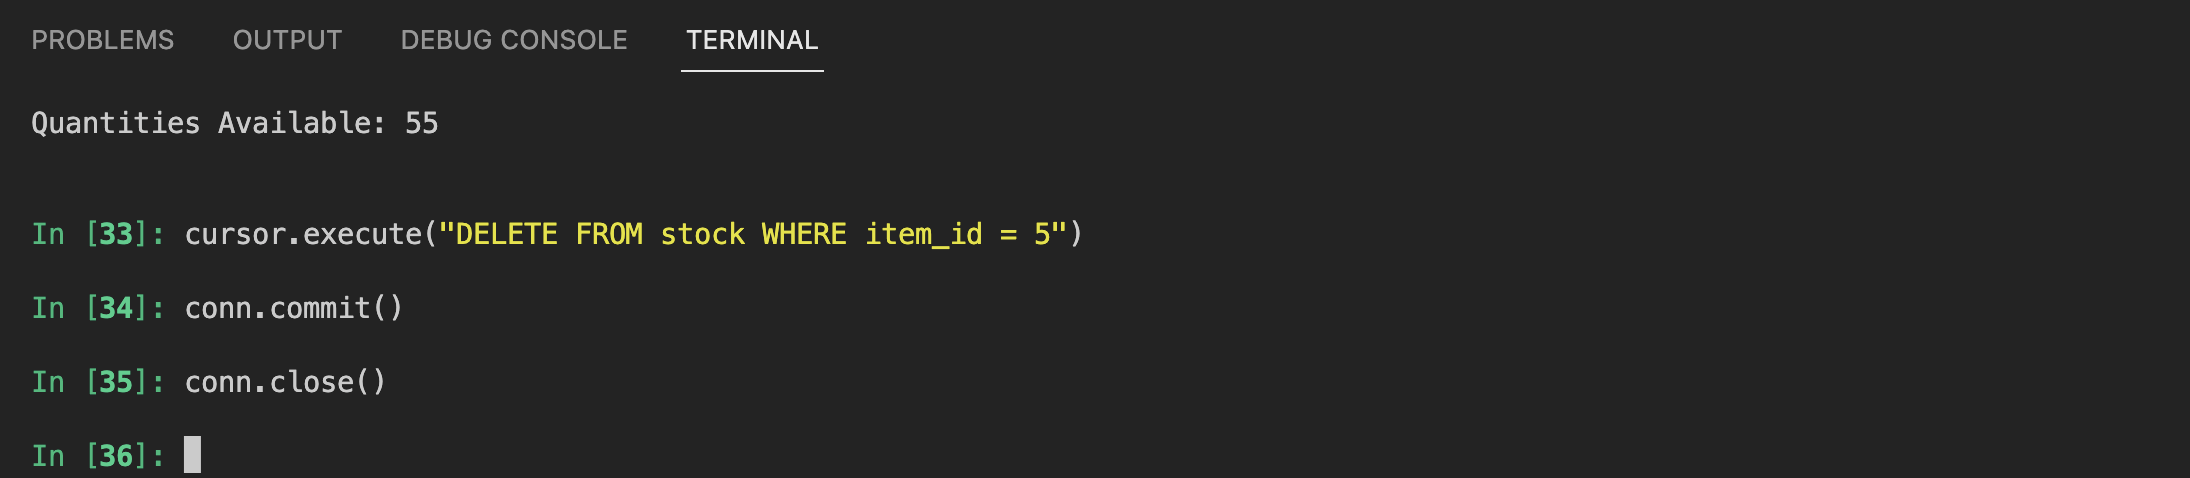 PROBLEMS OUTPUT DEBUG CONSOLE TERMINAL
Quantities Available: 55
In [33]: cursor.execute("DELETE FROM stock WHERE item_id = 5")
In [34]: conn.commit()
In [35]: conn.close()
In [36]: